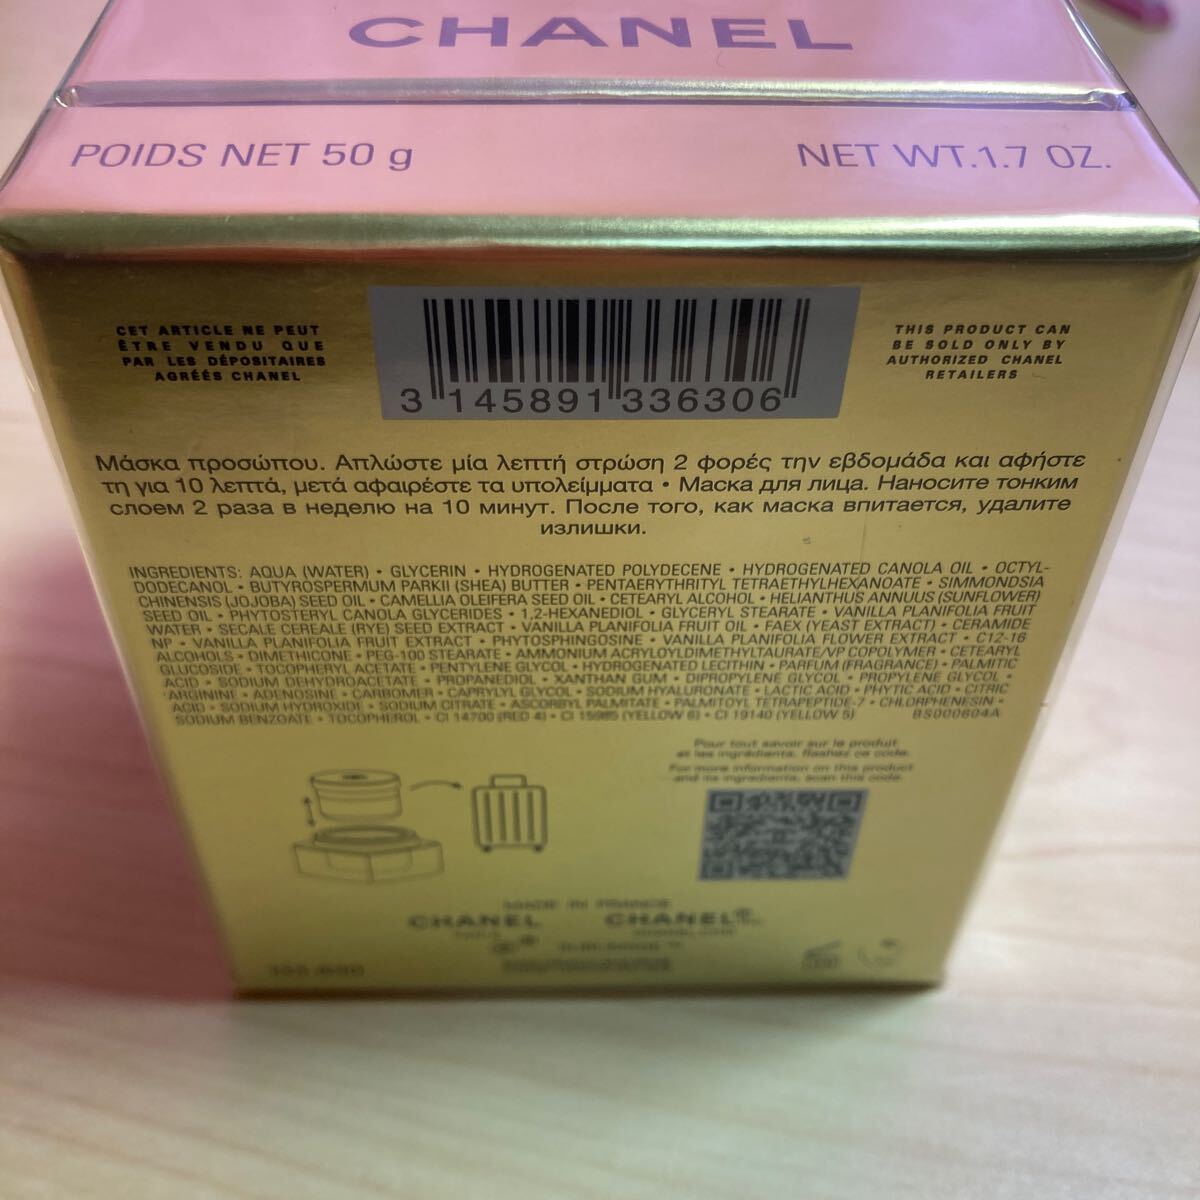 CHANEL
POIDS NET 50 g
NET WT.1.7 OZ.
CET ARTICLE NE PEUT
ÊTRE VENDU QUE
PAR LES DÉPOSITAIRES
AGRÉÉS CHANEL
3 145891 336306
THIS PRODUCT CAN
BE SOLD ONLY BY
AUTHORIZED CHANEL
RETAILERS
Μάσκα προσώπου. Απλώστε μία λεπτή στρώση 2 φορές την εβδομάδα και αφήστε
τη για 10 λεπτά, μετά αφαιρέστε τα υπολείμματα • Маска для лица. Наносите тонким
слоем 2 раза в неделю на 10 минут. После того, как маска впитается, удалите
излишки.
INGREDIENTS: AQUA (WATER) • GLYCERIN • HYDROGENATED POLYDECENE • HYDROGENATED CANOLA OIL • OCTYL-
DODECANOL • BUTYROSPERMUM PARKII (SHEA) BUTTER • PENTAERYTHRITYL TETRAETHYLHEXANOATE • SIMMONDSIA
CHINENSIS (JOJOBA) SEED OIL • CAMELLIA OLEIFERA SEED OIL • CETEARYL ALCOHOL • HELIANTHUS ANNUUS (SUNFLOWER)
SEED OIL • PHYTOSTERYL CANOLA GLYCERIDES • 1,2-HEXANEDIOL • GLYCERYL STEARATE • VANILLA PLANIFOLIA FRUIT
WATER • SECALE CEREALE (RYE) SEED EXTRACT • VANILLA PLANIFOLIA FRUIT OIL • FAEX (YEAST EXTRACT) • CERAMIDE
NP • VANILLA PLANIFOLIA FRUIT EXTRACT • PHYTOSPHINGOSINE • VANILLA PLANIFOLIA FLOWER EXTRACT • C12-16
ALCOHOLS • DIMETHICONE • PEG-100 STEARATE • AMMONIUM ACRYLOYLDIMETHYLTAURATE/VP COPOLYMER • CETEARYL
GLUCOSIDE • TOCOPHERYL ACETATE • PENTYLENE GLYCOL • HYDROGENATED LECITHIN • PARFUM (FRAGRANCE) • PALMITIC
ACID • SODIUM DEHYDROACETATE • PROPANEDIOL • XANTHAN GUM • DIPROPYLENE GLYCOL • PROPYLENE GLYCOL •
ARGININE • ADENOSINE • CARBOMER • CAPRYLYL GLYCOL • SODIUM HYALURONATE • LACTIC ACID • PHYTIC ACID • CITRIC
ACID • SODIUM HYDROXIDE • SODIUM CITRATE • ASCORBYL PALMITATE • PALMITOYL TETRAPEPTIDE-7 • CHLORPHENESIN •
SODIUM BENZOATE • TOCOPHEROL • CI 14700 (RED 4) • CI 15985 (YELLOW 6) • CI 19140 (YELLOW 5) BS000604A
Pour tout savoir sur le produit
et les ingrédients, flashez ce code.
For more information on this product
and its ingredients, scan this code.
MADE IN FRANCE
CHANEL CHANEL